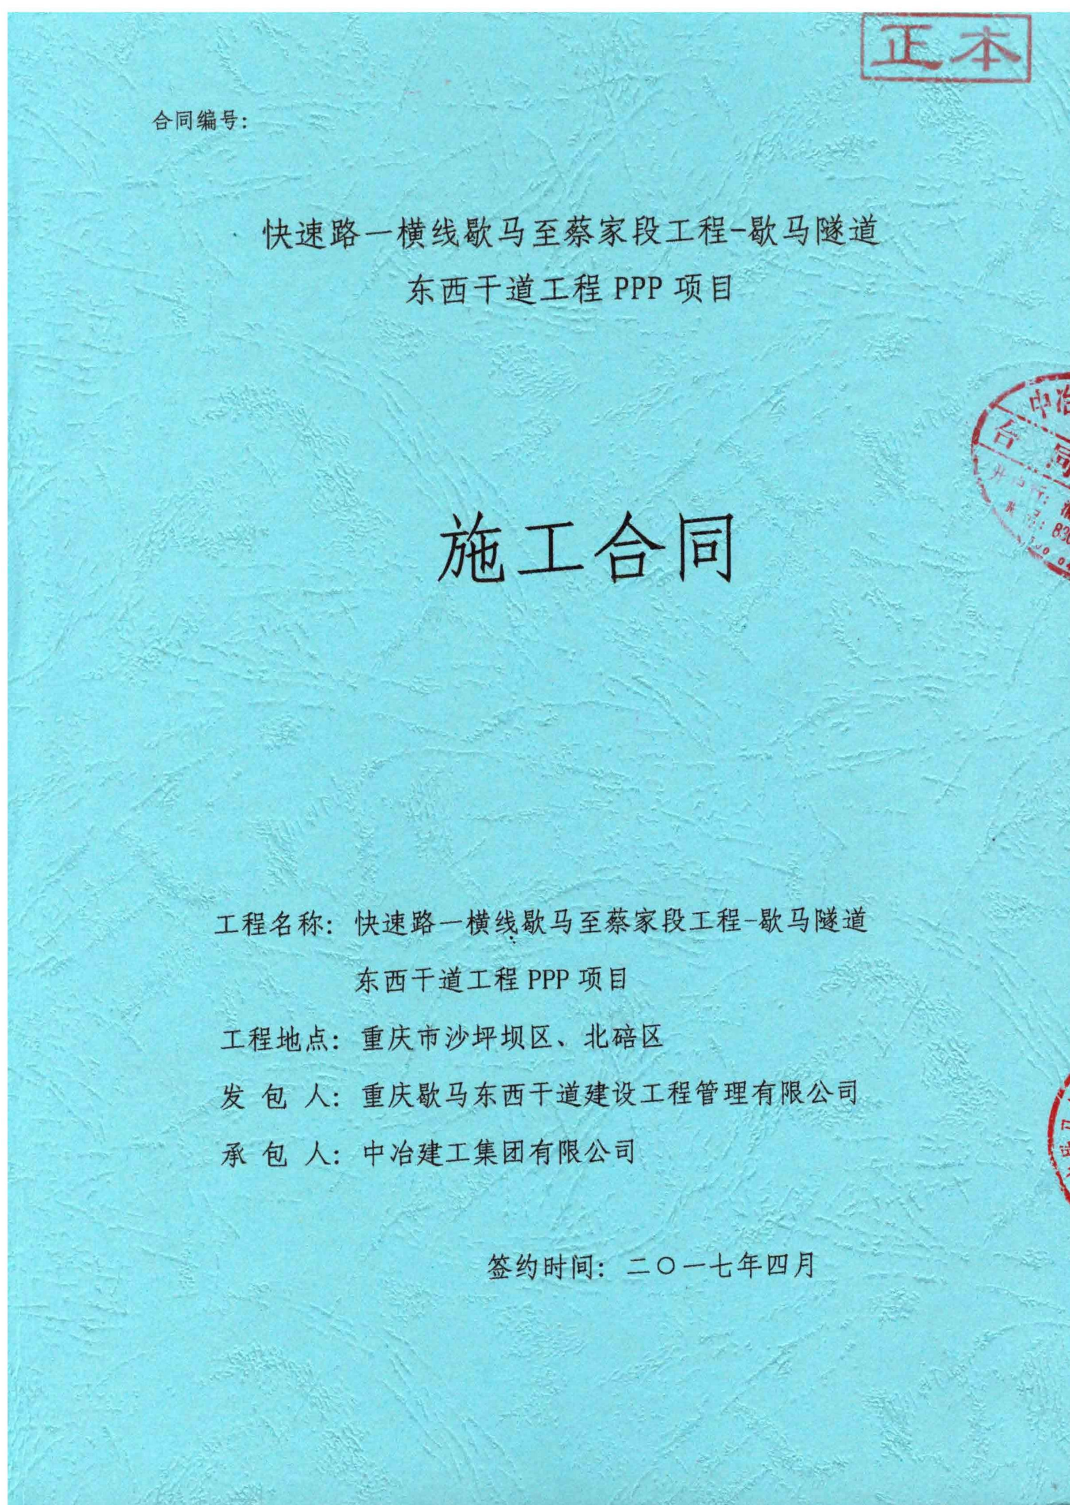 正本
合同编号:
快速路一横线歇马至蔡家段工程-歇马隧道
东西干道工程 PPP 项目
中冶
合同
施工合同
工程名称: 快速路一横线歇马至蔡家段工程-歇马隧道
东西干道工程 PPP 项目
工程地点: 重庆市沙坪坝区、北碚区
发 包 人: 重庆歇马东西干道建设工程管理有限公司
承 包 人: 中冶建工集团有限公司
签约时间: 二〇一七年四月